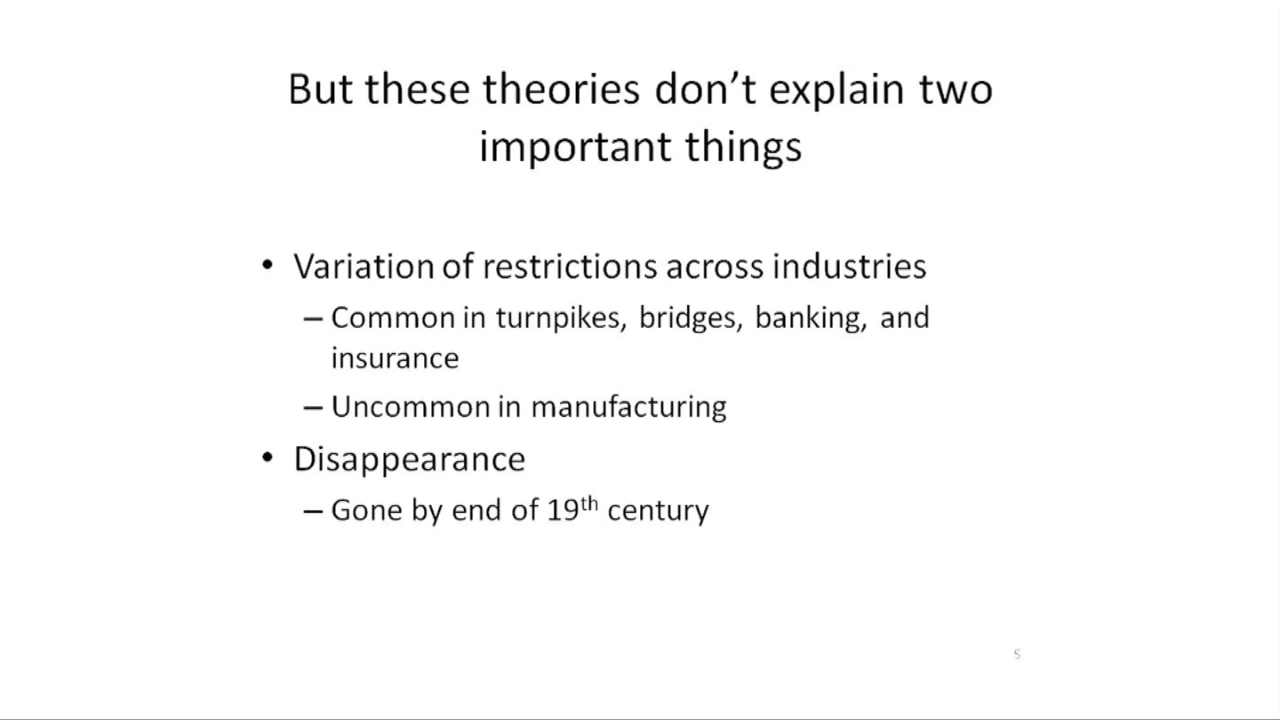 But these theories don’t explain two
important things
• Variation of restrictions across industries
– Common in turnpikes, bridges, banking, and
insurance
– Uncommon in manufacturing
• Disappearance
– Gone by end of 19th century
5